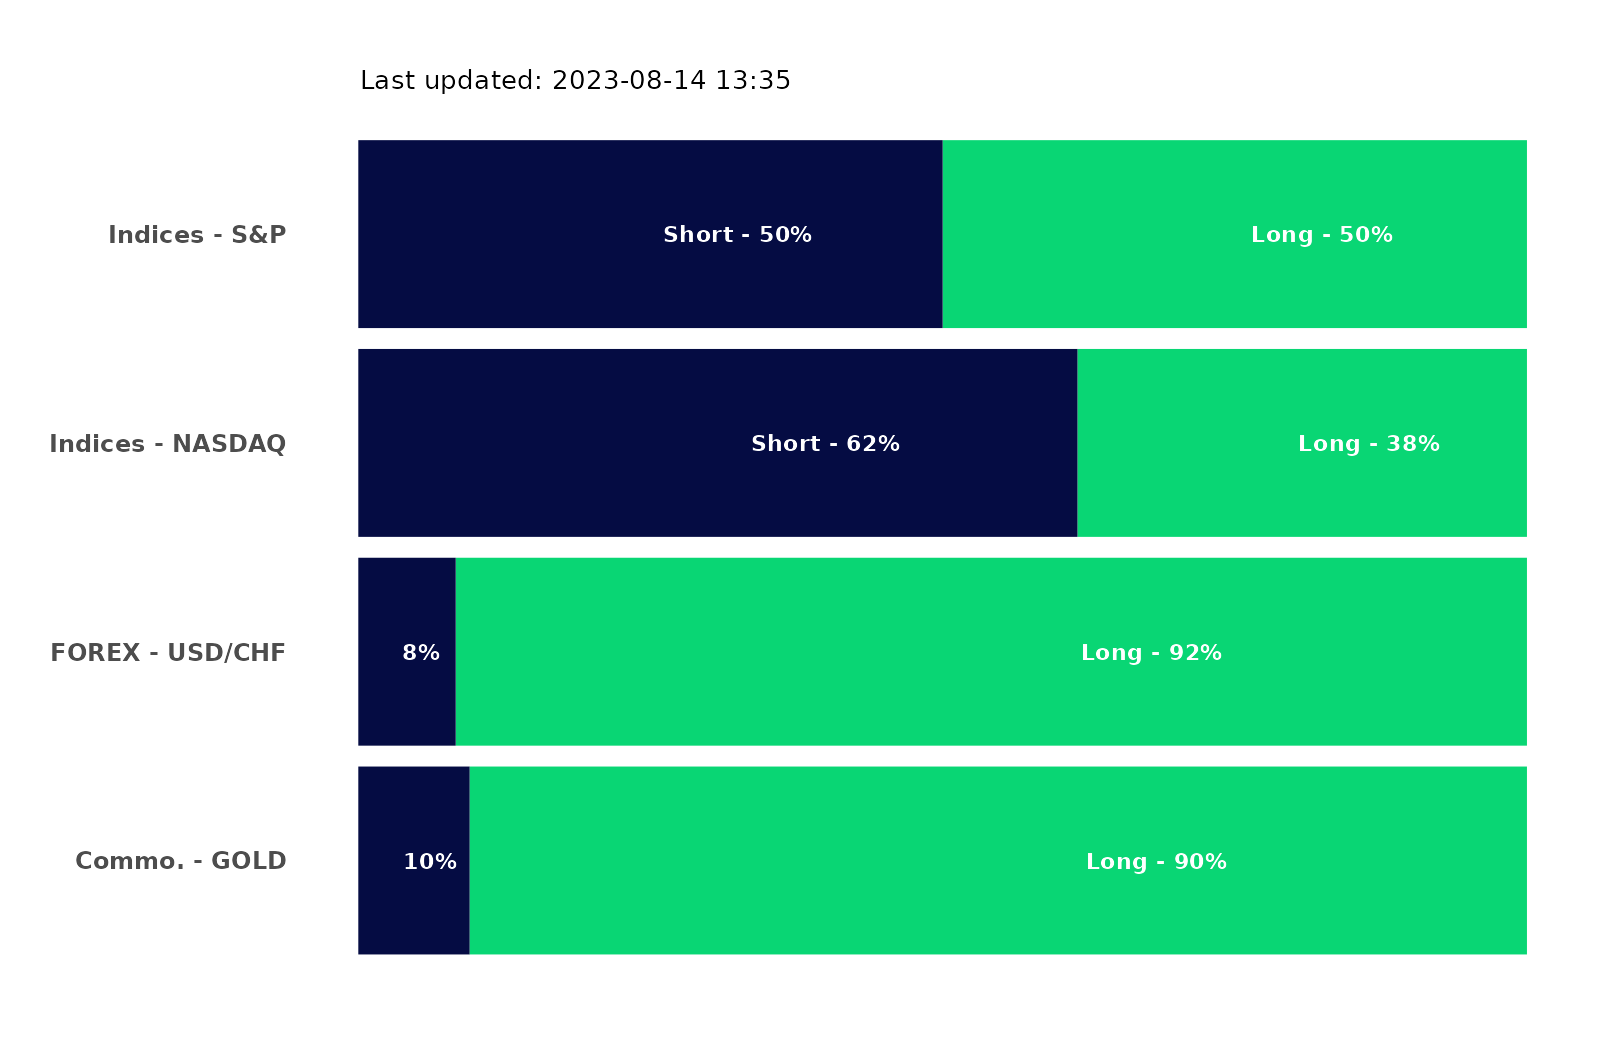 Last updated: 2023-08-14 13:35
Indices - S&P Short - 50% Long - 50%
Indices - NASDAQ Short - 62% Long - 38%
FOREX - USD/CHF 8% Long - 92%
Commo. - GOLD 10% Long - 90%